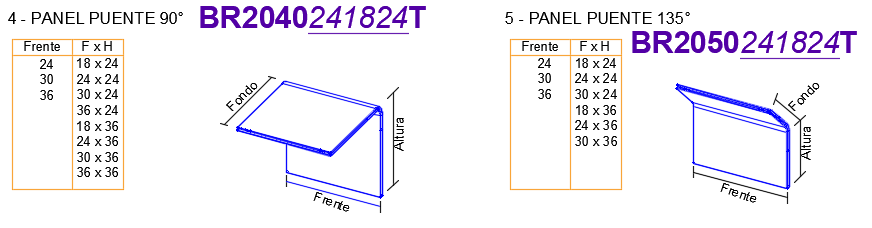 4 - PANEL PUENTE 90°
BR2040241824T
Frente
F x H
24
30
36
18 x 24
24 x 24
30 x 24
36 x 24
18 x 36
24 x 36
30 x 36
36 x 36
Fondo
Altura
Frente
5 - PANEL PUENTE 135°
BR2050241824T
Frente
F x H
24
30
36
18 x 24
24 x 24
30 x 24
18 x 36
24 x 36
30 x 36
Fondo
Altura
Frente